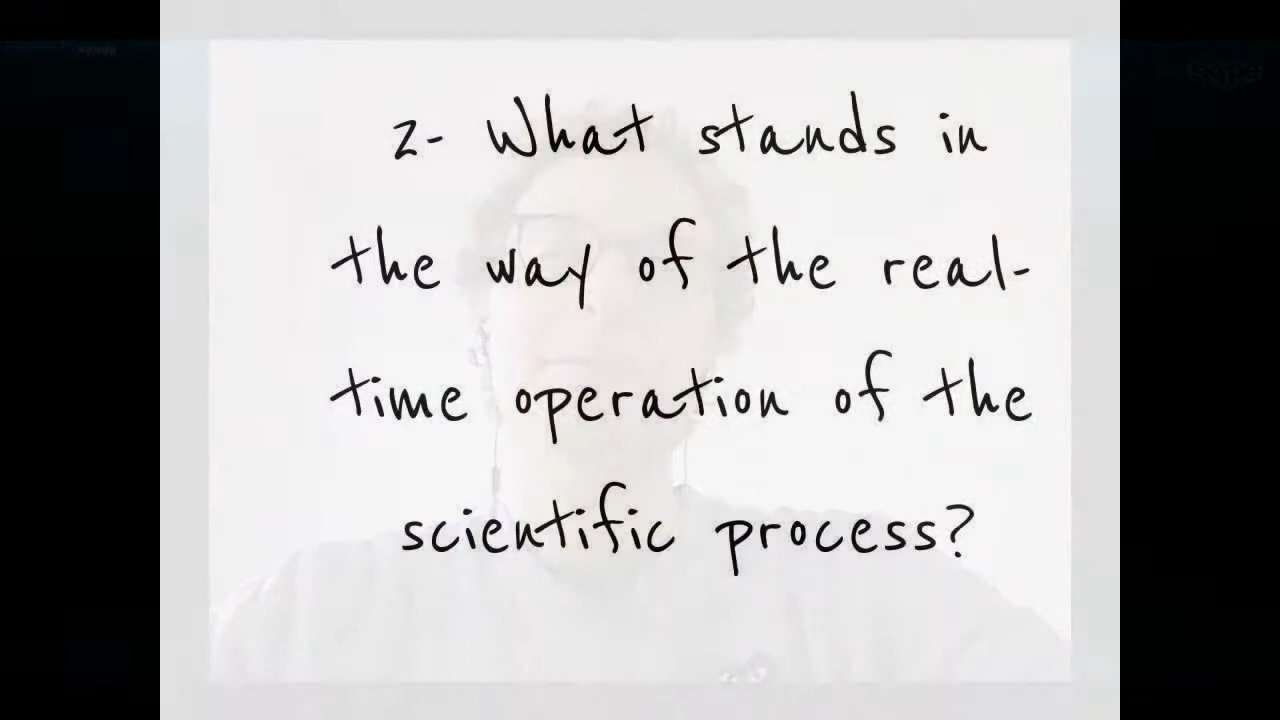 2- What stands in
the way of the real-
time operation of the
scientific process?